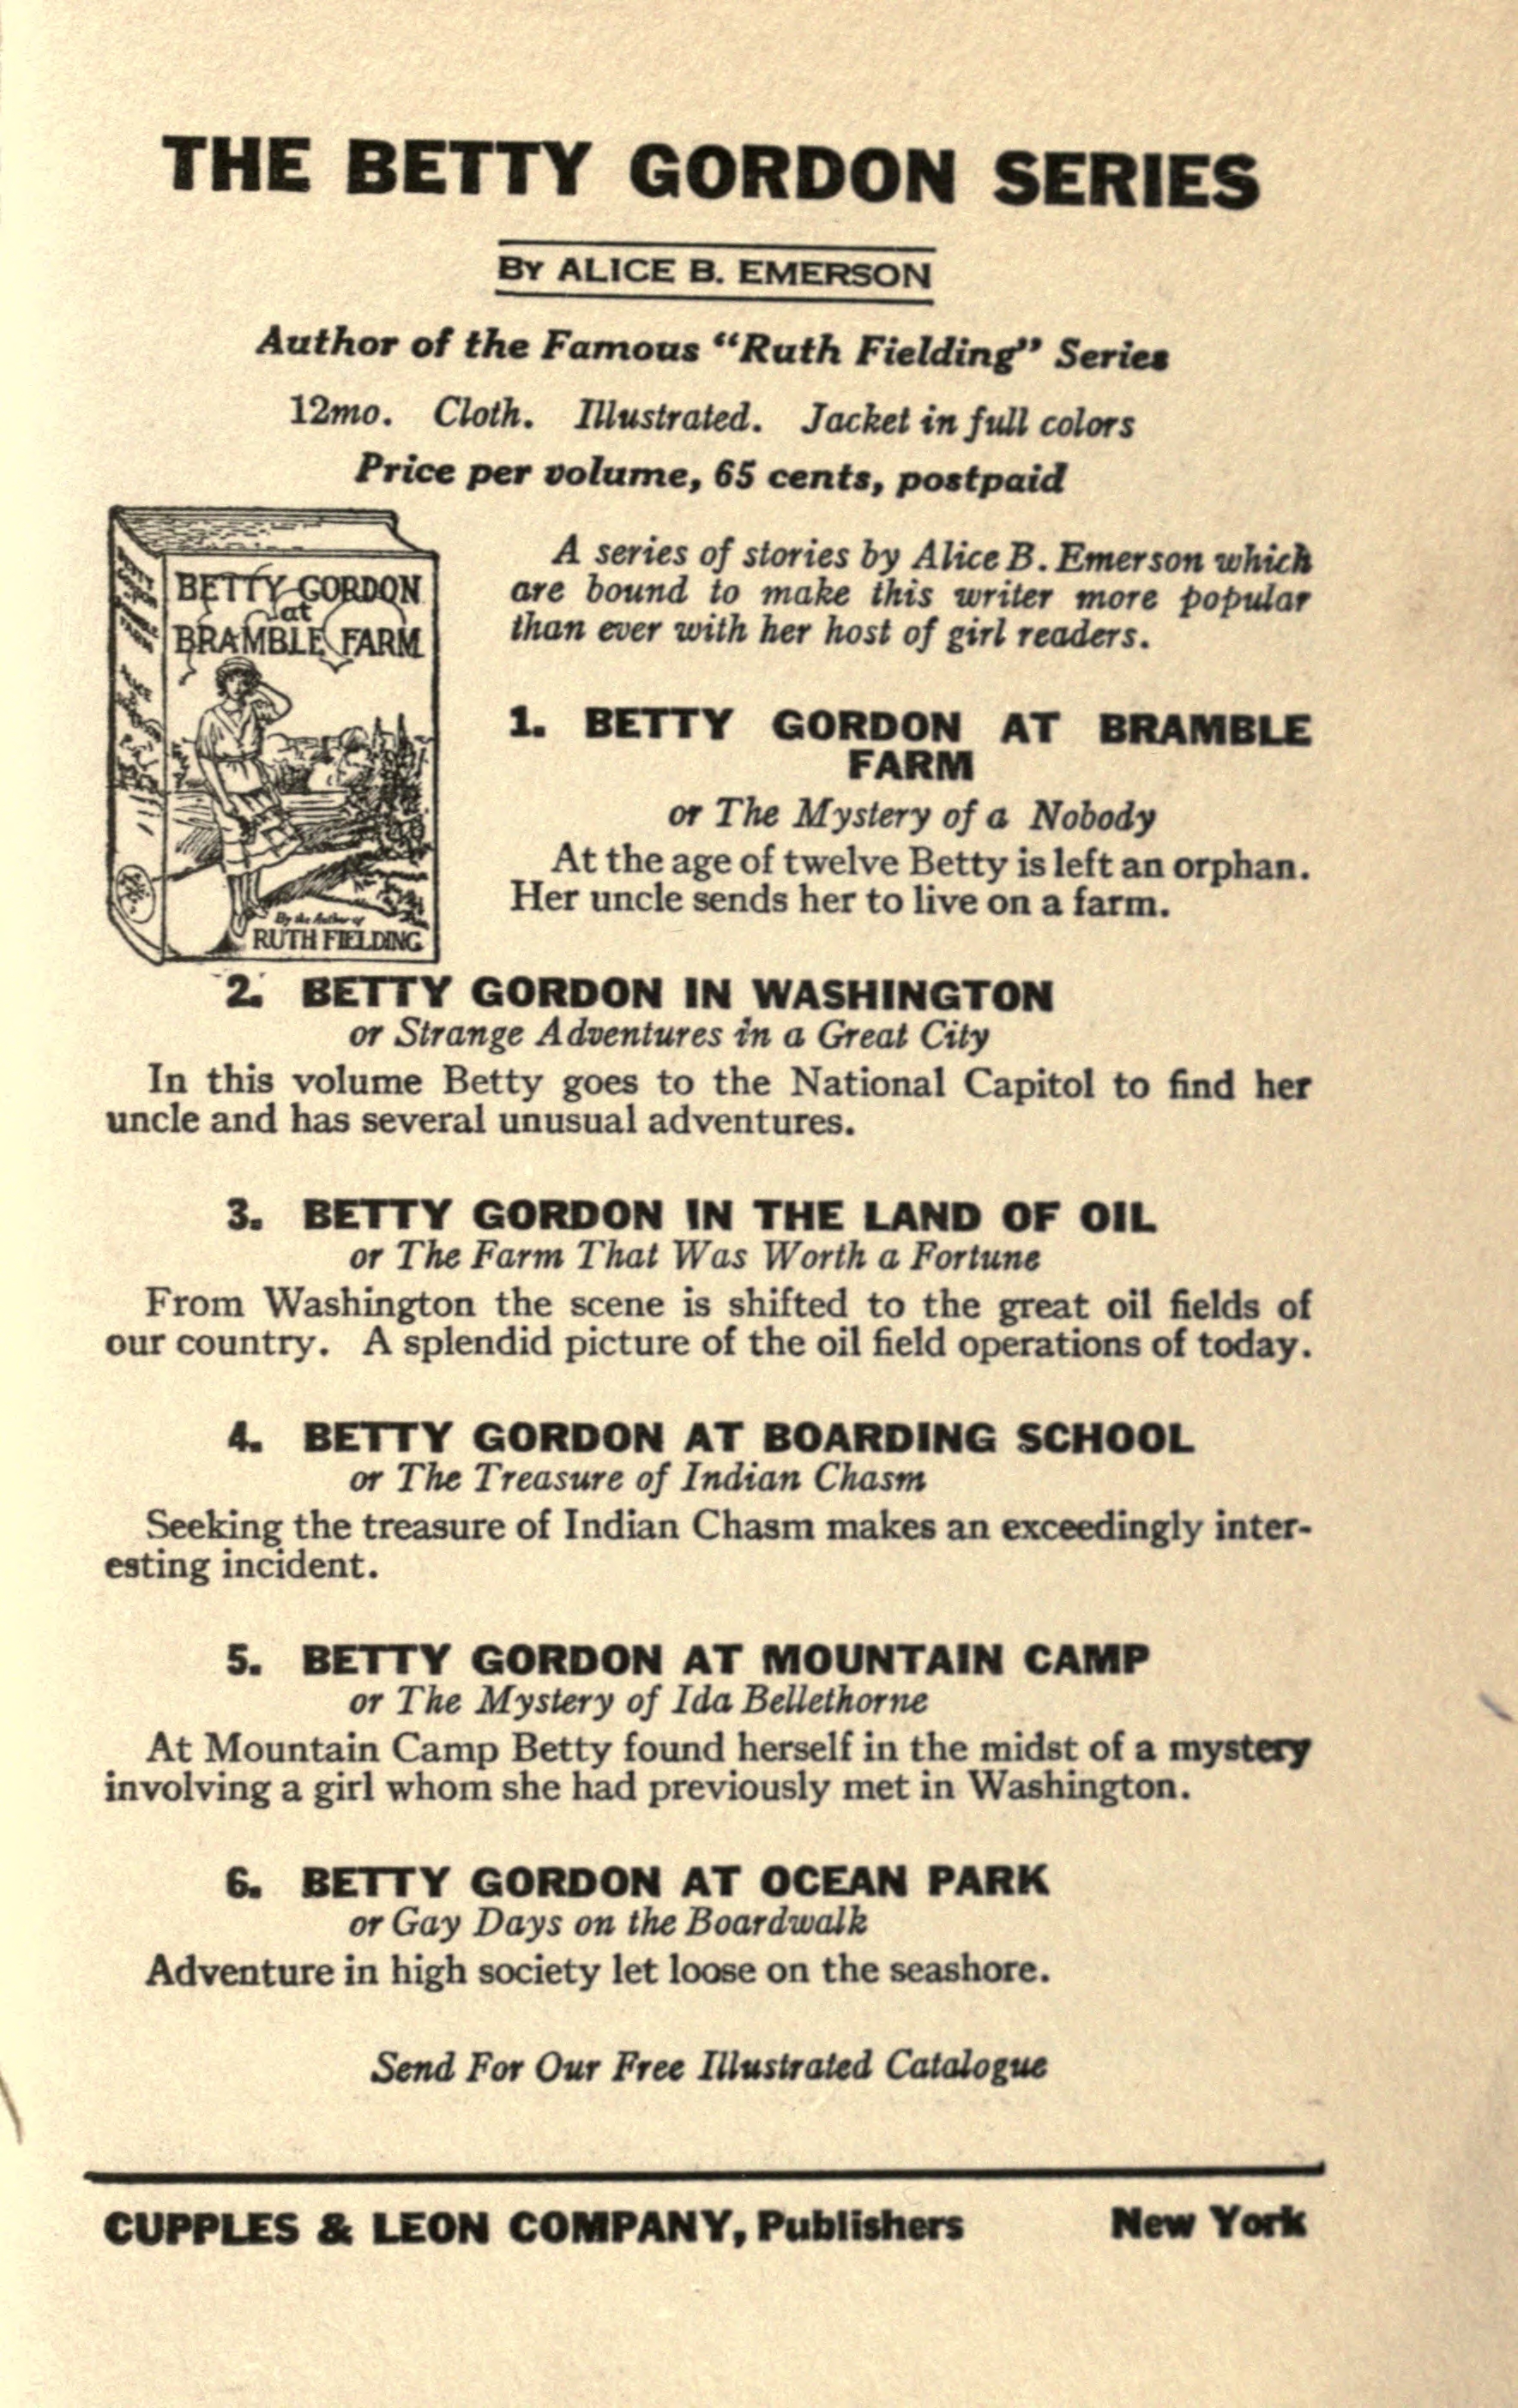 THE BETTY GORDON SERIES
BY ALICE B. EMERSON
Author of the Famous "Ruth Fielding" Series
12mo. Cloth. Illustrated. Jacket in full colors
Price per volume, 65 cents, postpaid
BETTY GORDON
at
BRAMBLE FARM
By the Author of
RUTH FIELDING
A series of stories by Alice B. Emerson which
are bound to make this writer more popular
than ever with her host of girl readers.
1. BETTY GORDON AT BRAMBLE
FARM
or The Mystery of a Nobody
At the age of twelve Betty is left an orphan.
Her uncle sends her to live on a farm.
2. BETTY GORDON IN WASHINGTON
or Strange Adventures in a Great City
In this volume Betty goes to the National Capitol to find her
uncle and has several unusual adventures.
3. BETTY GORDON IN THE LAND OF OIL
or The Farm That Was Worth a Fortune
From Washington the scene is shifted to the great oil fields of
our country. A splendid picture of the oil field operations of today.
4. BETTY GORDON AT BOARDING SCHOOL
or The Treasure of Indian Chasm
Seeking the treasure of Indian Chasm makes an exceedingly inter-
esting incident.
5. BETTY GORDON AT MOUNTAIN CAMP
or The Mystery of Ida Bellethorne
At Mountain Camp Betty found herself in the midst of a mystery
involving a girl whom she had previously met in Washington.
6. BETTY GORDON AT OCEAN PARK
or Gay Days on the Boardwalk
Adventure in high society let loose on the seashore.
Send For Our Free Illustrated Catalogue
CUPPLES & LEON COMPANY, Publishers New York